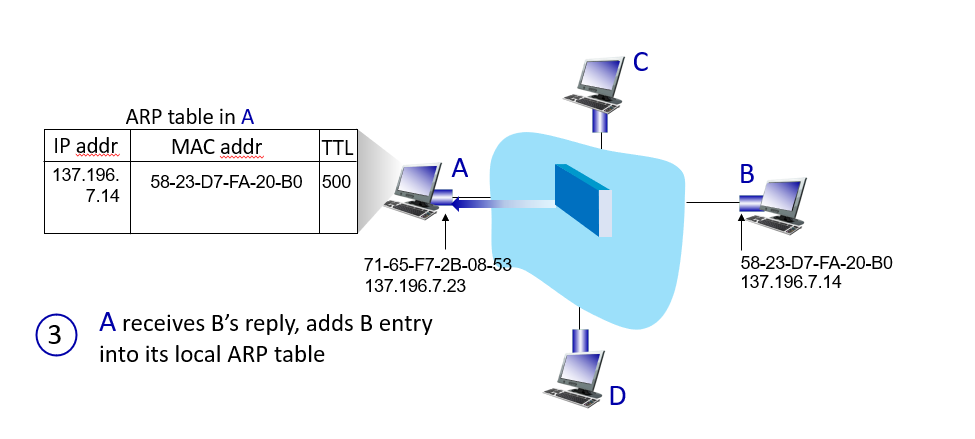 C
ARP table in A
IP addr
MAC addr
TTL
137.196.
7.14
58-23-D7-FA-20-B0
500
A
B
71-65-F7-2B-08-53
137.196.7.23
58-23-D7-FA-20-B0
137.196.7.14
3
A receives B's reply, adds B entry
into its local ARP table
D